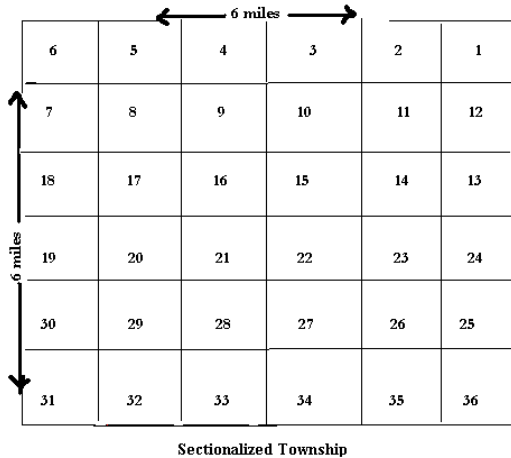 6 miles
6 5 4 3 2 1
7 8 9 10 11 12
18 17 16 15 14 13
6 miles
19 20 21 22 23 24
30 29 28 27 26 25
31 32 33 34 35 36
Sectionalized Township